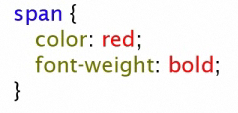 span {
    color: red;
    font-weight: bold;
}